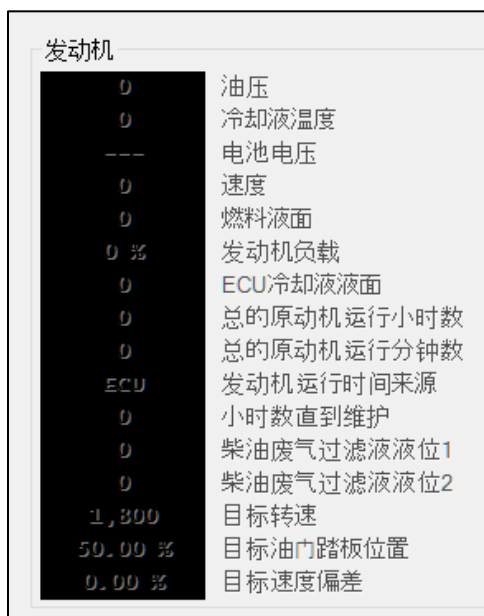 发动机
0 油压
0 冷却液温度
--- 电池电压
0 速度
0 燃料液面
0 % 发动机负载
0 ECU冷却液液面
0 总的原动机运行小时数
0 总的原动机运行分钟数
ECU 发动机运行时间来源
0 小时数直到维护
0 柴油废气过滤液液位1
0 柴油废气过滤液液位2
1,800 目标转速
50.00 % 目标油门踏板位置
0.00 % 目标速度偏差